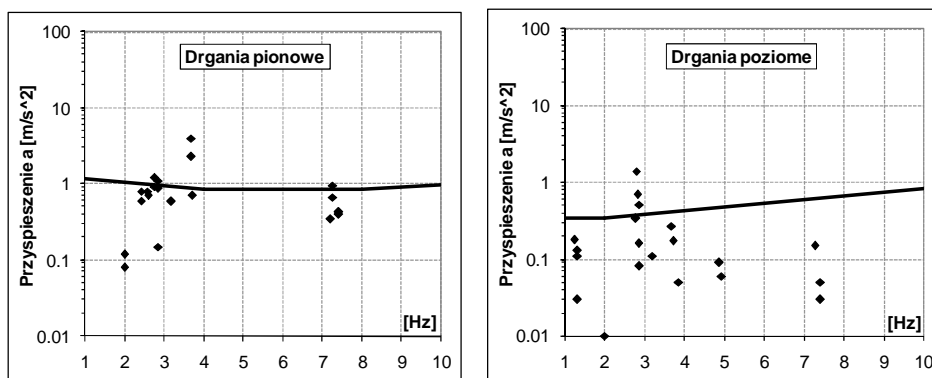 Drgania pionowe
Przyspieszenie a [m/s^2]
100
10
1
0.1
0.01
[Hz]
1 2 3 4 5 6 7 8 9 10
Drgania poziome
Przyspieszenie a [m/s^2]
100
10
1
0.1
0.01
[Hz]
1 2 3 4 5 6 7 8 9 10